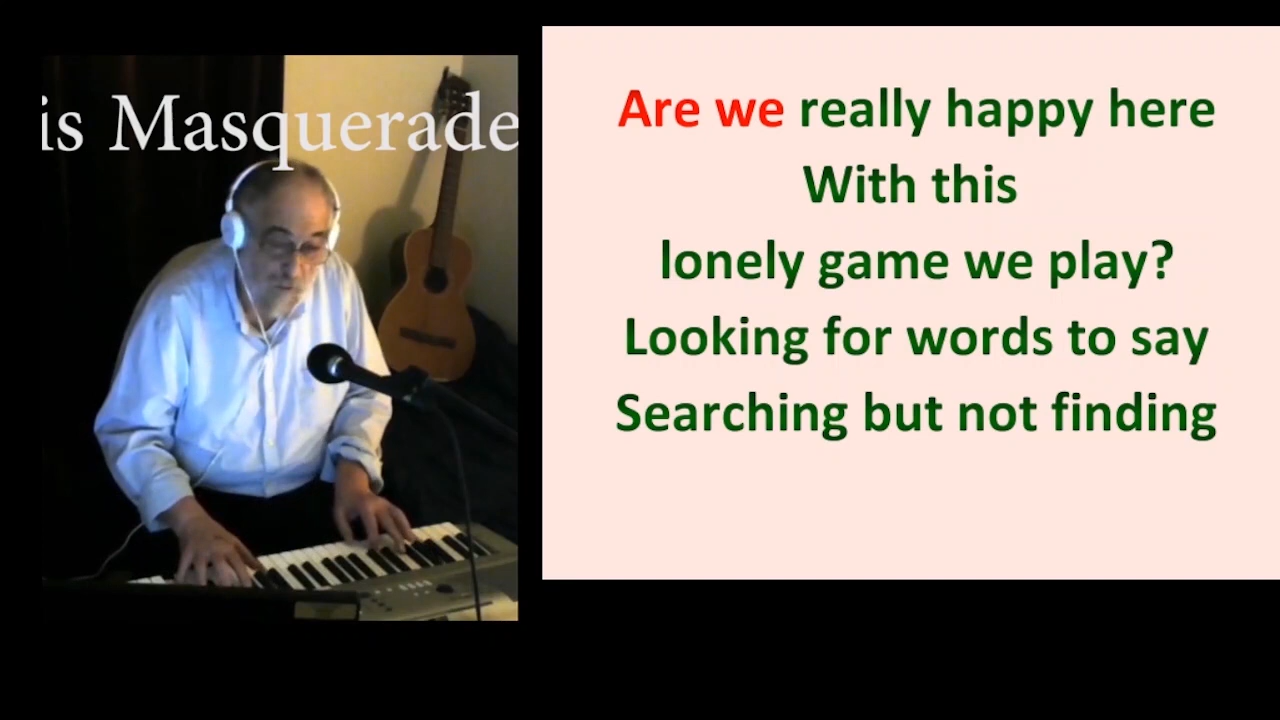 is Masquerade
Are we really happy here
With this
lonely game we play?
Looking for words to say
Searching but not finding